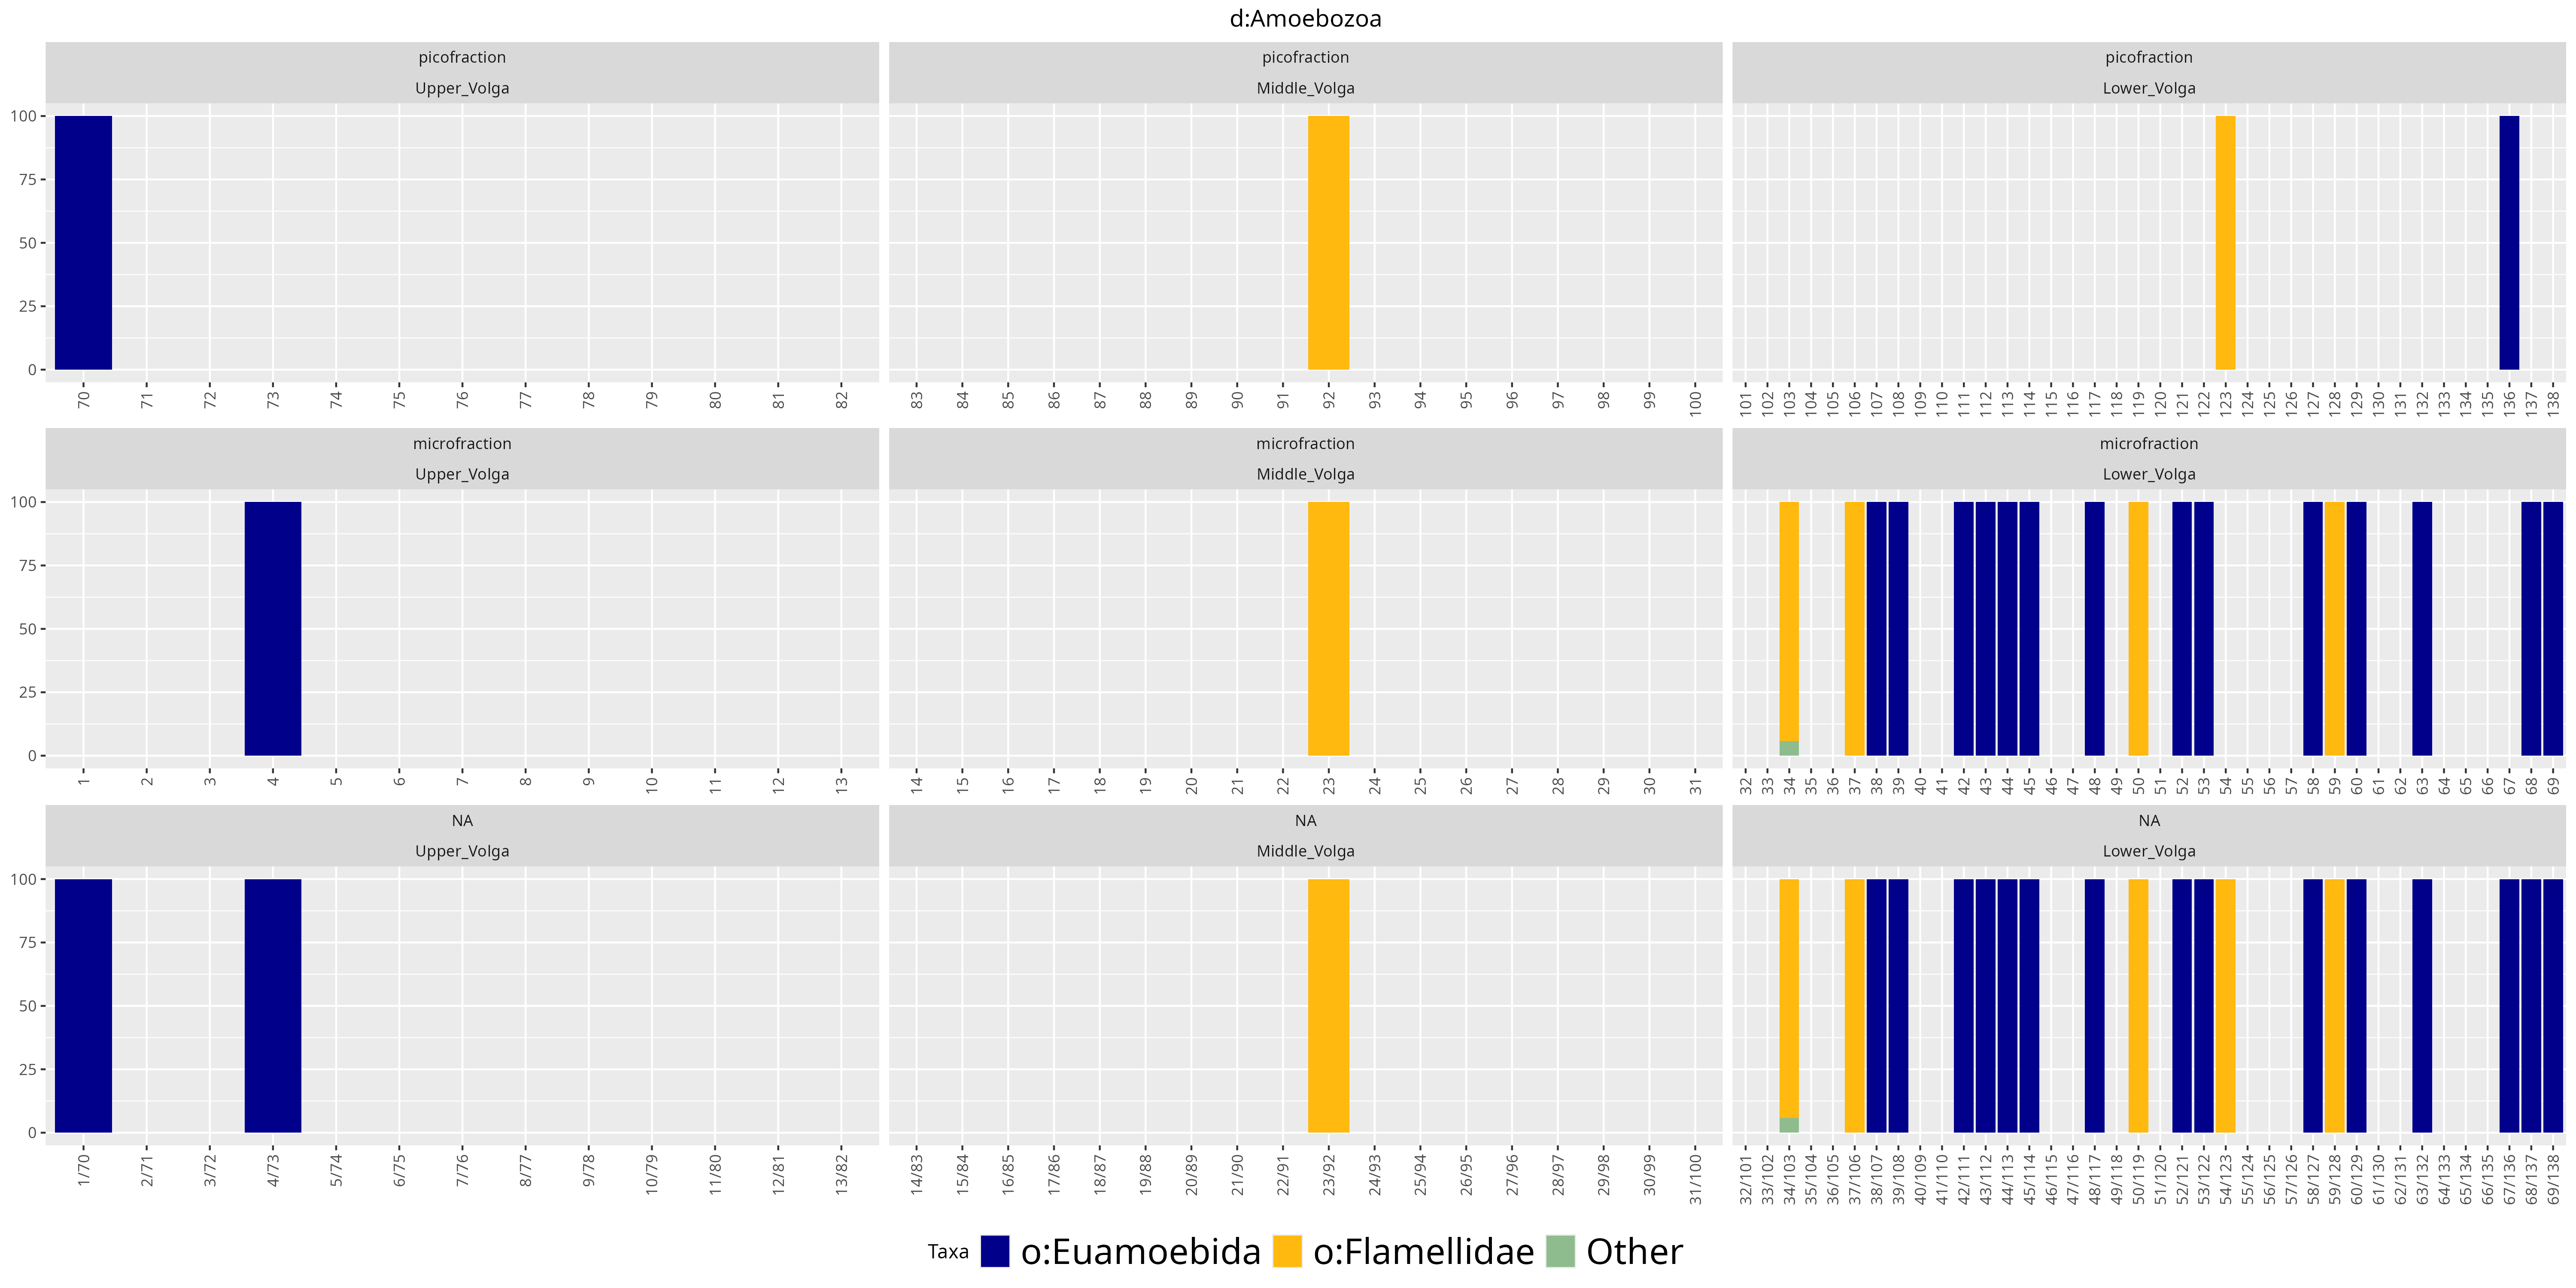 d:Amoebozoa
picofraction picofraction picofraction
Upper_Volga Middle_Volga Lower_Volga
100
75
50
25
0
70 71 72 73 74 75 76 77 78 79 80 81 82 83 84 85 86 87 88 89 90 91 92 93 94 95 96 97 98 99 100 101 102 103 104 105 106 107 108 109 110 111 112 113 114 115 116 117 118 119 120 121 122 123 124 125 126 127 128 129 130 131 132 133 134 135 136 137 138
microfraction microfraction microfraction
Upper_Volga Middle_Volga Lower_Volga
100
75
50
25
0
1 2 3 4 5 6 7 8 9 10 11 12 13 14 15 16 17 18 19 20 21 22 23 24 25 26 27 28 29 30 31 32 33 34 35 36 37 38 39 40 41 42 43 44 45 46 47 48 49 50 51 52 53 54 55 56 57 58 59 60 61 62 63 64 65 66 67 68 69
NA NA NA
Upper_Volga Middle_Volga Lower_Volga
100
75
50
25
0
1/70 2/71 3/72 4/73 5/74 6/75 7/76 8/77 9/78 10/79 11/80 12/81 13/82 14/83 15/84 16/85 17/86 18/87 19/88 20/89 21/90 22/91 23/92 24/93 25/94 26/95 27/96 28/97 29/98 30/99 31/100 32/101 33/102 34/103 35/104 36/105 37/106 38/107 39/108 40/109 41/110 42/111 43/112 44/113 45/114 46/115 47/116 48/117 49/118 50/119 51/120 52/121 53/122 54/123 55/124 56/125 57/126 58/127 59/128 60/129 61/130 62/131 63/132 64/133 65/134 66/135 67/136 68/137 69/138
Taxa o:Euamoebida o:Flamellidae Other